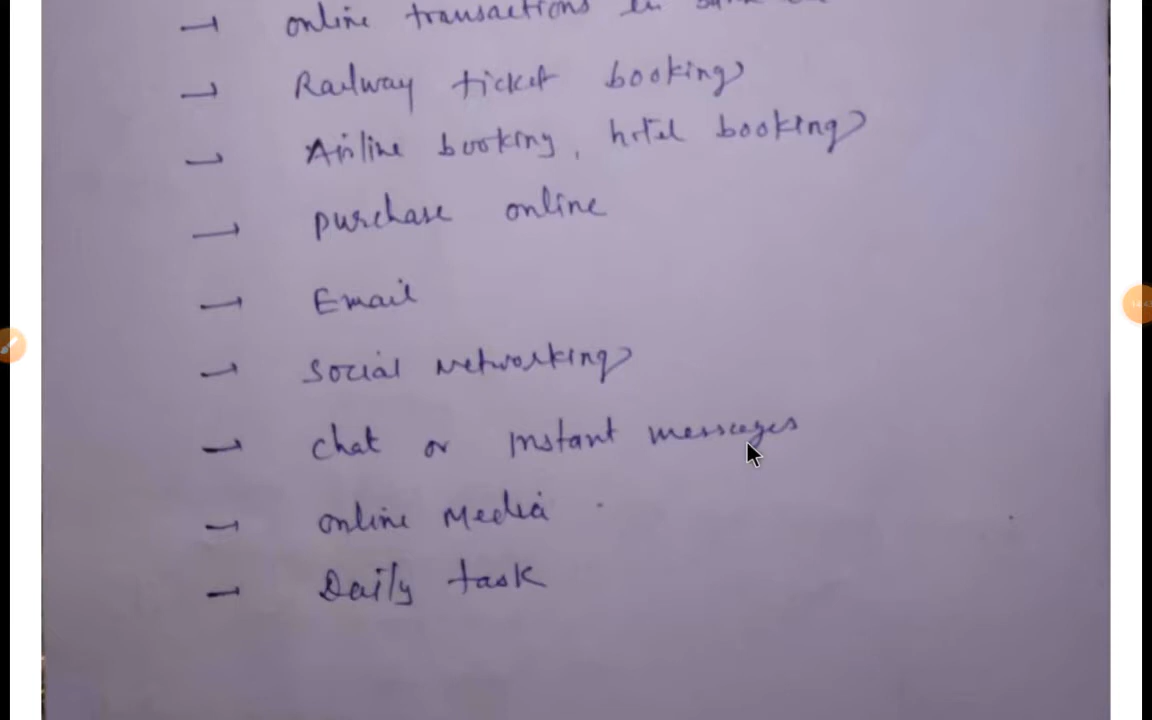 → online transactions in
→ Railway ticket booking
→ Airline booking, hotel booking
→ purchase online
→ Email
→ social networking
→ chat or instant messages
→ online Media
→ Daily task